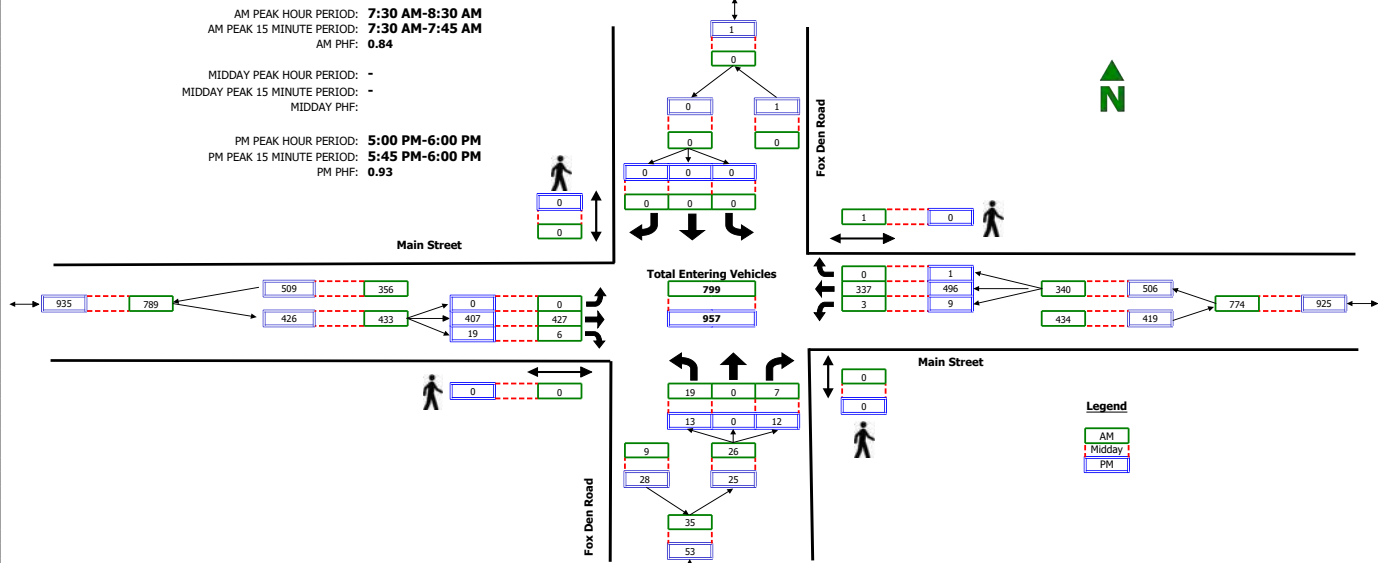 AM PEAK HOUR PERIOD: 7:30 AM-8:30 AM
AM PEAK 15 MINUTE PERIOD: 7:30 AM-7:45 AM
AM PHF: 0.84
MIDDAY PEAK HOUR PERIOD: -
MIDDAY PEAK 15 MINUTE PERIOD: -
MIDDAY PHF:
PM PEAK HOUR PERIOD: 5:00 PM-6:00 PM
PM PEAK 15 MINUTE PERIOD: 5:45 PM-6:00 PM
PM PHF: 0.93
1
0
0 1
0 0
0 0 0
0 0 0
Fox Den Road
N
0
0
Main Street
1 0
Total Entering Vehicles
799
957
509 356
935 789
426 433
0 0
407 427
19 6
0 1
337 496
3 9
340 506
434 419
774 925
Main Street
0 0
19 0 7
13 0 12
9 26
28 25
35
53
Fox Den Road
0
0
Legend
AM
Midday
PM